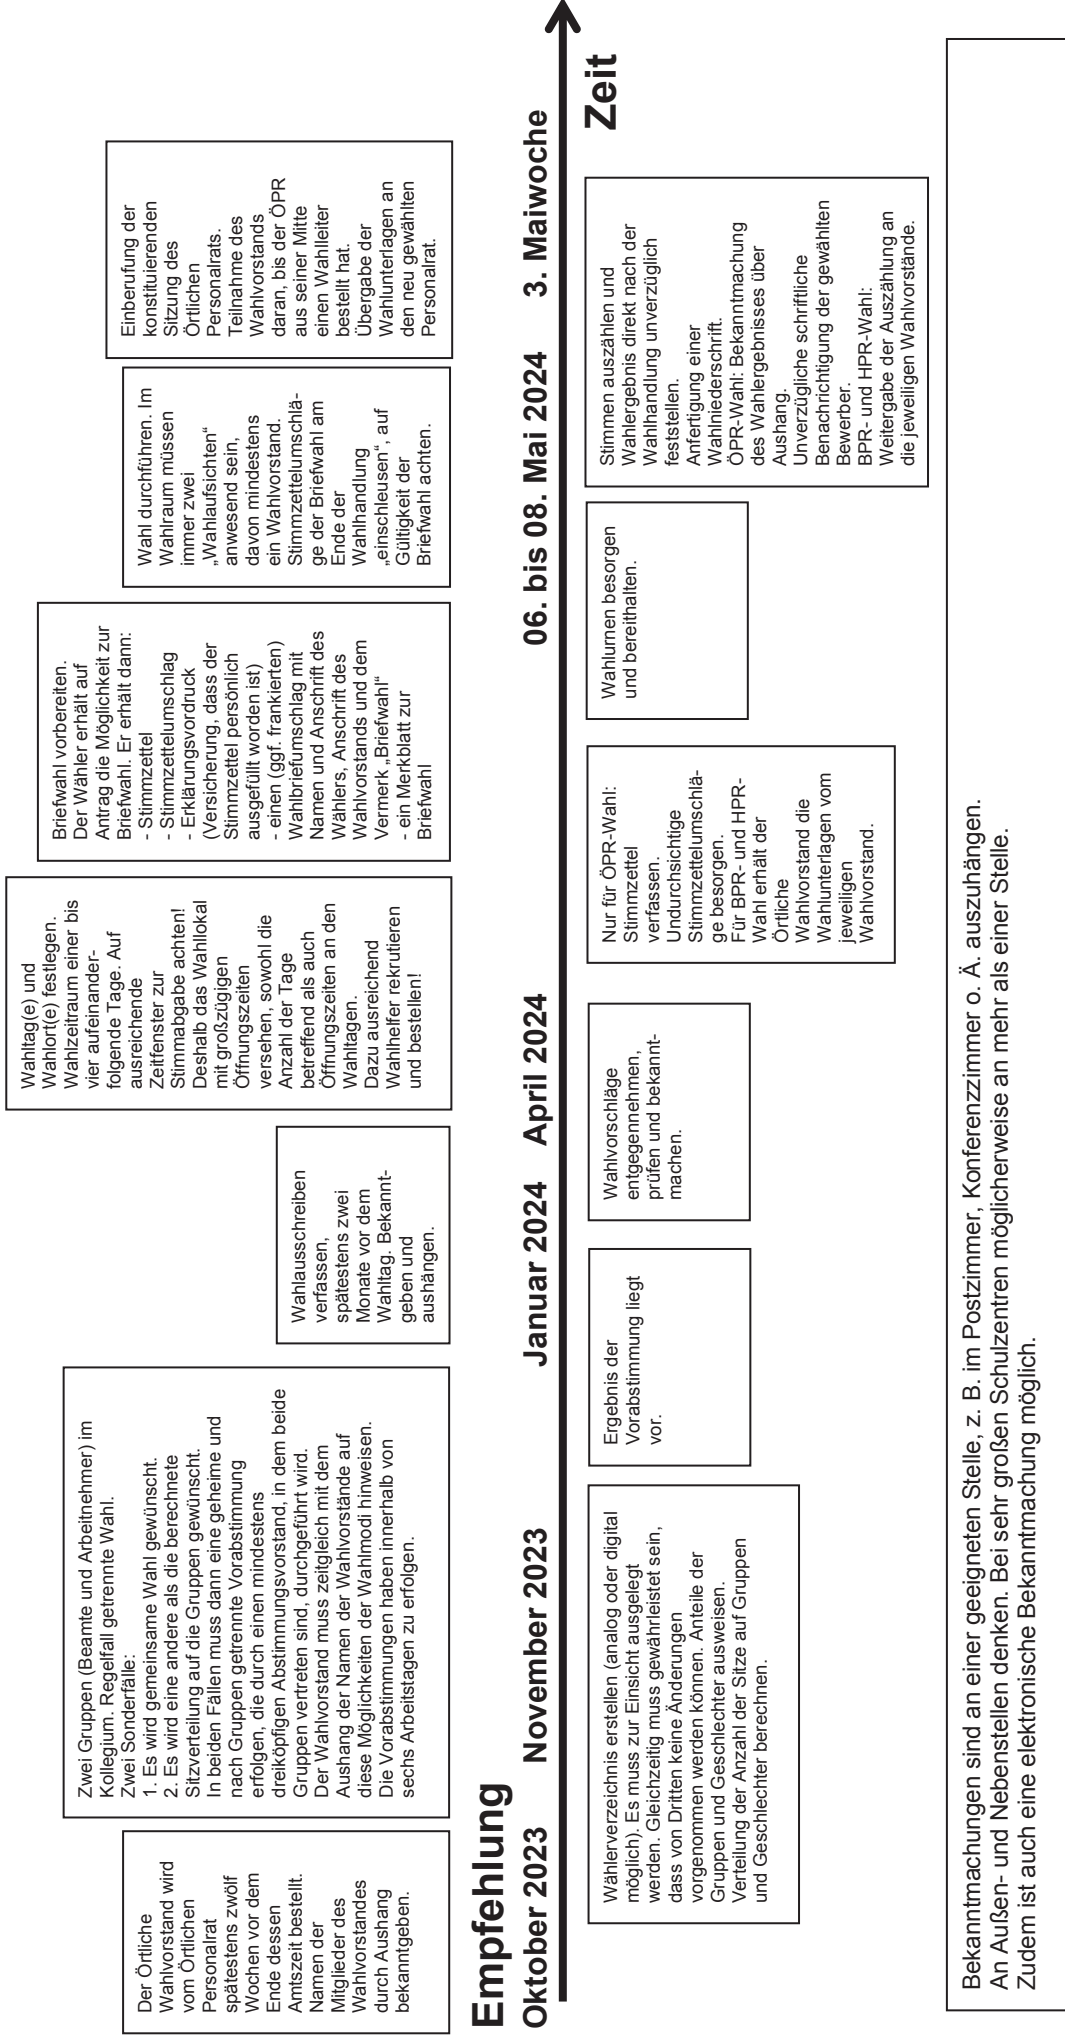 Der Örtliche
Wahlvorstand wird
vom Örtlichen
Personalrat
spätestens zwölf
Wochen vor dem
Ende dessen
Amtszeit bestellt.
Namen der
Mitglieder des
Wahlvorstandes
durch Aushang
bekanntgeben.
Zwei Gruppen (Beamte und Arbeitnehmer) im
Kollegium. Regelfall getrennte Wahl.
Zwei Sonderfälle:
1. Es wird gemeinsame Wahl gewünscht.
2. Es wird eine andere als die berechnete
Sitzverteilung auf die Gruppen gewünscht.
In beiden Fällen muss dann eine geheime und
nach Gruppen getrennte Vorabstimmung
erfolgen, die durch einen mindestens
dreiköpfigen Abstimmungsvorstand, in dem beide
Gruppen vertreten sind, durchgeführt wird.
Der Wahlvorstand muss zeitgleich mit dem
Aushang der Namen der Wahlvorstände auf
diese Möglichkeiten der Wahlmodi hinweisen.
Die Vorabstimmungen haben innerhalb von
sechs Arbeitstagen zu erfolgen.
Wahlausschreiben
verfassen,
spätestens zwei
Monate vor dem
Wahltag. Bekannt-
geben und
aushängen.
Wahltag(e) und
Wahlort(e) festlegen.
Wahlzeitraum einer bis
vier aufeinander-
folgende Tage. Auf
ausreichende
Zeitfenster zur
Stimmabgabe achten!
Deshalb das Wahllokal
mit großzügigen
Öffnungszeiten
versehen, sowohl die
Anzahl der Tage
betreffend als auch
Öffnungszeiten an den
Wahltagen.
Dazu ausreichend
Wahlhelfer rekrutieren
und bestellen!
Briefwahl vorbereiten.
Der Wähler erhält auf
Antrag die Möglichkeit zur
Briefwahl. Er erhält dann:
- Stimmzettel
- Stimmzettelumschlag
- Erklärungsvordruck
(Versicherung, dass der
Stimmzettel persönlich
ausgefüllt worden ist)
- einen (ggf. frankierten)
Wahlbriefumschlag mit
Namen und Anschrift des
Wählers, Anschrift des
Wahlvorstands und dem
Vermerk „Briefwahl“
- ein Merkblatt zur
Briefwahl
Wahl durchführen. Im
Wahlraum müssen
immer zwei
„Wahlaufsichten“
anwesend sein,
davon mindestens
ein Wahlvorstand.
Stimmzettelumschlä-
ge der Briefwahl am
Ende der
Wahlhandlung
„einschleusen“, auf
Gültigkeit der
Briefwahl achten.
Einberufung der
konstituierenden
Sitzung des
Örtlichen
Personalrats.
Teilnahme des
Wahlvorstands
daran, bis der ÖPR
aus seiner Mitte
einen Wahlleiter
bestellt hat.
Übergabe der
Wahlunterlagen an
den neu gewählten
Personalrat.
Empfehlung
Oktober 2023 November 2023 Januar 2024 April 2024 06. bis 08. Mai 2024 3. Maiwoche
Zeit
Wählerverzeichnis erstellen (analog oder digital
möglich). Es muss zur Einsicht ausgelegt
werden. Gleichzeitig muss gewährleistet sein,
dass von Dritten keine Änderungen
vorgenommen werden können. Anteile der
Gruppen und Geschlechter ausweisen.
Verteilung der Anzahl der Sitze auf Gruppen
und Geschlechter berechnen.
Ergebnis der
Vorabstimmung liegt
vor.
Wahlvorschläge
entgegennehmen,
prüfen und bekannt-
machen.
Nur für ÖPR-Wahl:
Stimmzettel
verfassen.
Undurchsichtige
Stimmzettelumschlä-
ge besorgen.
Für BPR- und HPR-
Wahl erhält der
Örtliche
Wahlvorstand die
Wahlunterlagen vom
jeweiligen
Wahlvorstand.
Wahlurnen besorgen
und bereithalten.
Stimmen auszählen und
Wahlergebnis direkt nach der
Wahlhandlung unverzüglich
feststellen.
Anfertigung einer
Wahlniederschrift.
ÖPR-Wahl: Bekanntmachung
des Wahlergebnisses über
Aushang.
Unverzügliche schriftliche
Benachrichtigung der gewählten
Bewerber.
BPR- und HPR-Wahl:
Weitergabe der Auszählung an
die jeweiligen Wahlvorstände.
Bekanntmachungen sind an einer geeigneten Stelle, z. B. im Postzimmer, Konferenzzimmer o. Ä. auszuhängen.
An Außen- und Nebenstellen denken. Bei sehr großen Schulzentren möglicherweise an mehr als einer Stelle.
Zudem ist auch eine elektronische Bekanntmachung möglich.